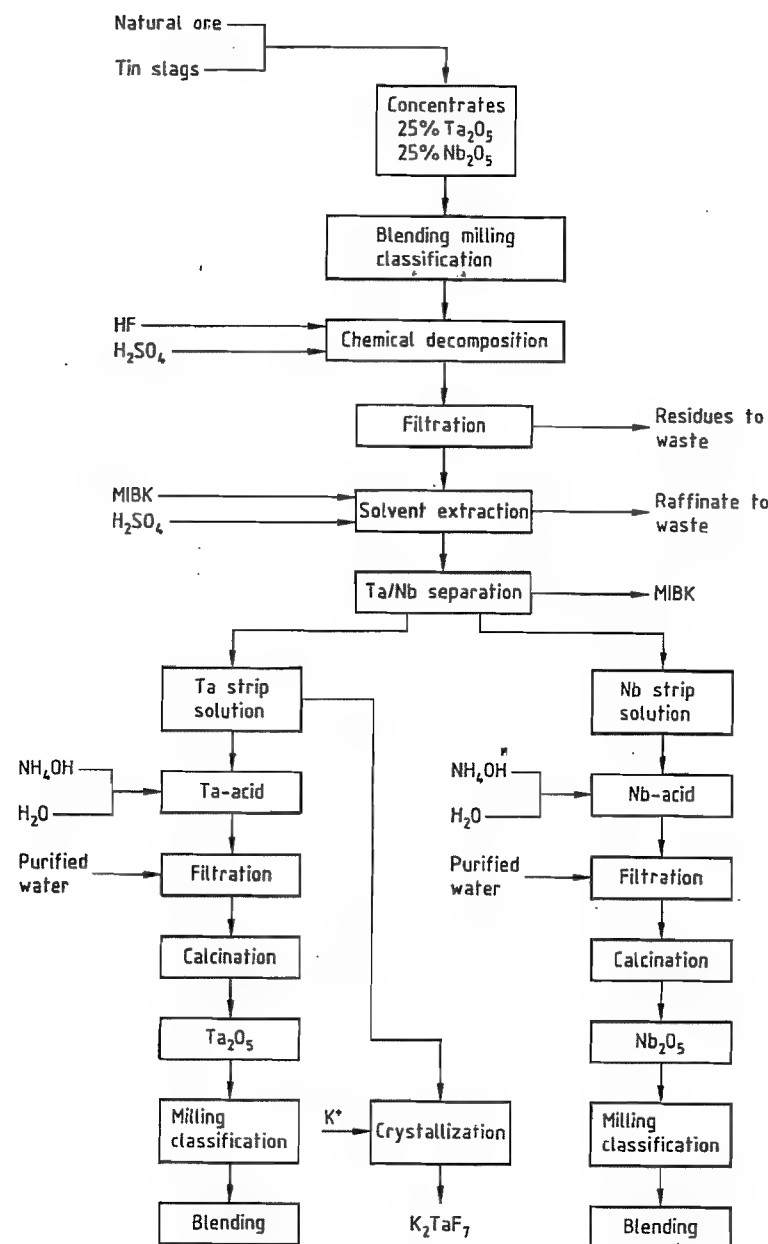 Natural ore
Tin slags
Concentrates
25% Ta₂O₅
25% Nb₂O₅
Blending milling
classification
HF
H₂SO₄
Chemical decomposition
Filtration
Residues to
waste
MIBK
H₂SO₄
Solvent extraction
Raffinate to
waste
Ta/Nb separation
MIBK
Ta strip
solution
Nb strip
solution
NH₄OH
H₂O
Ta-acid
NH₄OH
H₂O
Nb-acid
Purified
water
Filtration
Purified
water
Filtration
Calcination
Calcination
Ta₂O₅
Nb₂O₅
Milling
classification
K⁺
Crystallization
Milling
classification
Blending
K₂TaF₇
Blending